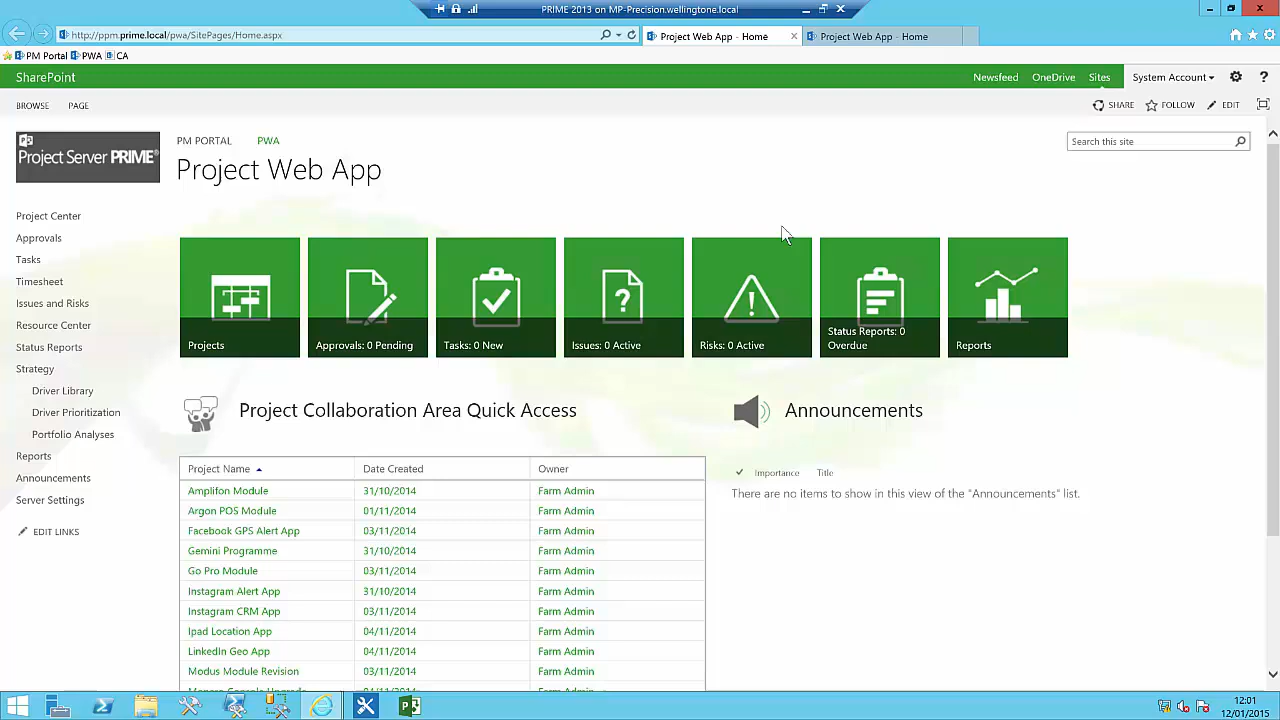 PRIME 2013 on MP-Precision.wellingtone.local
http://ppm.prime.local/pwa/SitePages/Home.aspx
Project Web App - Home
Project Web App - Home
PM Portal PWA CA
SharePoint
Newsfeed OneDrive Sites System Account ?
BROWSE PAGE
SHARE FOLLOW EDIT
Project Server PRIME
PM PORTAL PWA
Project Web App
Search this site
Project Center
Approvals
Tasks
Timesheet
Issues and Risks
Resource Center
Status Reports
Strategy
Driver Library
Driver Prioritization
Portfolio Analyses
Reports
Announcements
Server Settings
EDIT LINKS
Projects
Approvals: 0 Pending
Tasks: 0 New
Issues: 0 Active
Risks: 0 Active
Status Reports: 0
Overdue
Reports
Project Collaboration Area Quick Access
Project Name Date Created Owner
Amplifon Module 31/10/2014 Farm Admin
Argon POS Module 01/11/2014 Farm Admin
Facebook GPS Alert App 03/11/2014 Farm Admin
Gemini Programme 31/10/2014 Farm Admin
Go Pro Module 03/11/2014 Farm Admin
Instagram Alert App 31/10/2014 Farm Admin
Instagram CRM App 03/11/2014 Farm Admin
Ipad Location App 04/11/2014 Farm Admin
LinkedIn Geo App 04/11/2014 Farm Admin
Modus Module Revision 03/11/2014 Farm Admin
Announcements
Importance Title
There are no items to show in this view of the "Announcements" list.
12:01
12/01/2015